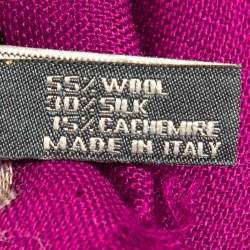 55% WOOL
30% SILK
15% CACHEMIRE
MADE IN ITALY